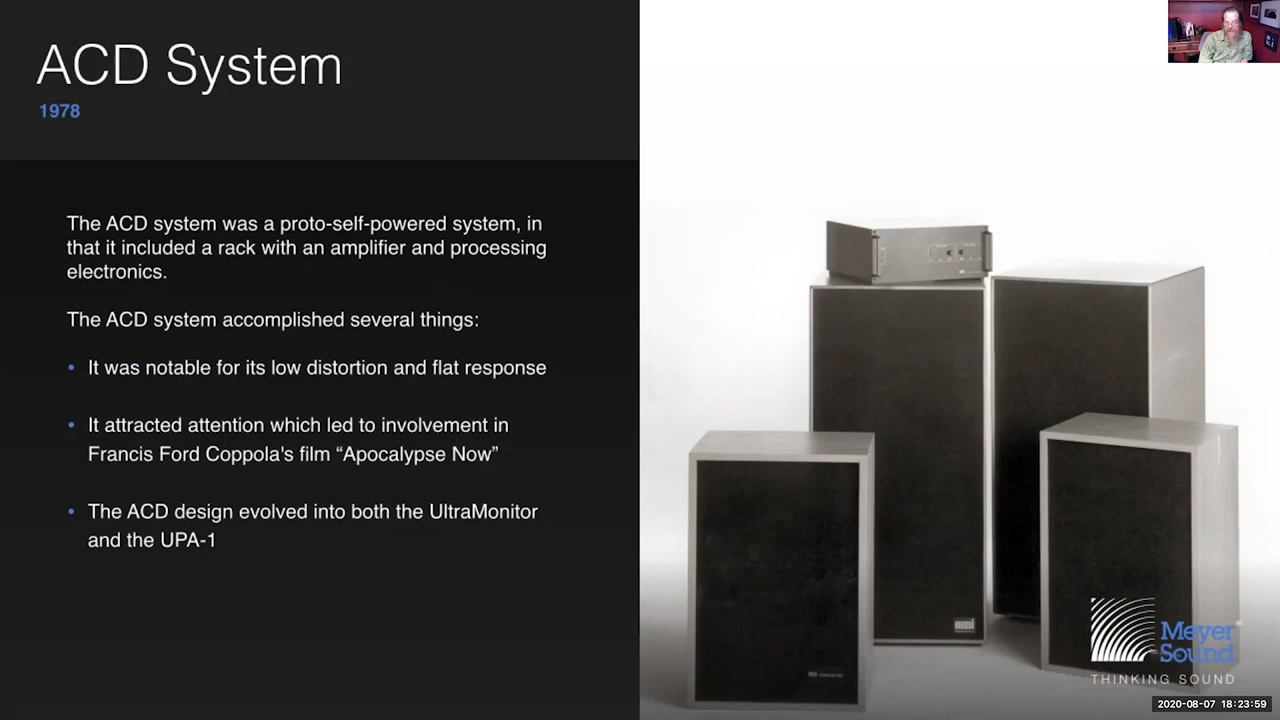 ACD System
1978
The ACD system was a proto-self-powered system, in
that it included a rack with an amplifier and processing
electronics.
The ACD system accomplished several things:
• It was notable for its low distortion and flat response
• It attracted attention which led to involvement in
Francis Ford Coppola's film “Apocalypse Now”
• The ACD design evolved into both the UltraMonitor
and the UPA-1
Meyer
Sound
THINKING SOUND
2020-08-07 18:23:59